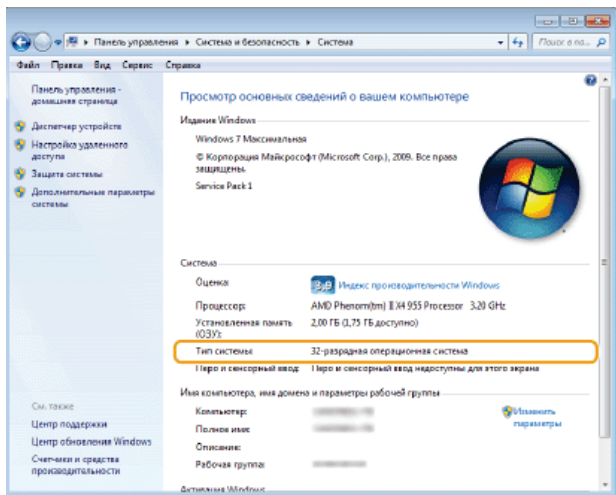 Панель управления ▸ Система и безопасность ▸ Система
Поиск в па...
Файл Правка Вид Сервис Справка
Панель управления -
домашняя страница
Диспетчер устройств
Настройка удаленного
доступа
Защита системы
Дополнительные параметры
системы
См. также
Центр поддержки
Центр обновления Windows
Счетчики и средства
производительности
Просмотр основных сведений о вашем компьютере
Издание Windows
Windows 7 Максимальная
© Корпорация Майкрософт (Microsoft Corp.), 2009. Все права
защищены.
Service Pack 1
Система
Оценка: 3,9 Индекс производительности Windows
Процессор: AMD Phenom(tm) II X4 955 Processor 3.20 GHz
Установленная память 2,00 ГБ (1,75 ГБ доступно)
(ОЗУ):
Тип системы: 32-разрядная операционная система
Перо и сенсорный ввод: Перо и сенсорный ввод недоступны для этого экрана
Имя компьютера, имя домена и параметры рабочей группы
Компьютер:
Изменить
параметры
Полное имя:
Описание:
Рабочая группа:
Активация Windows